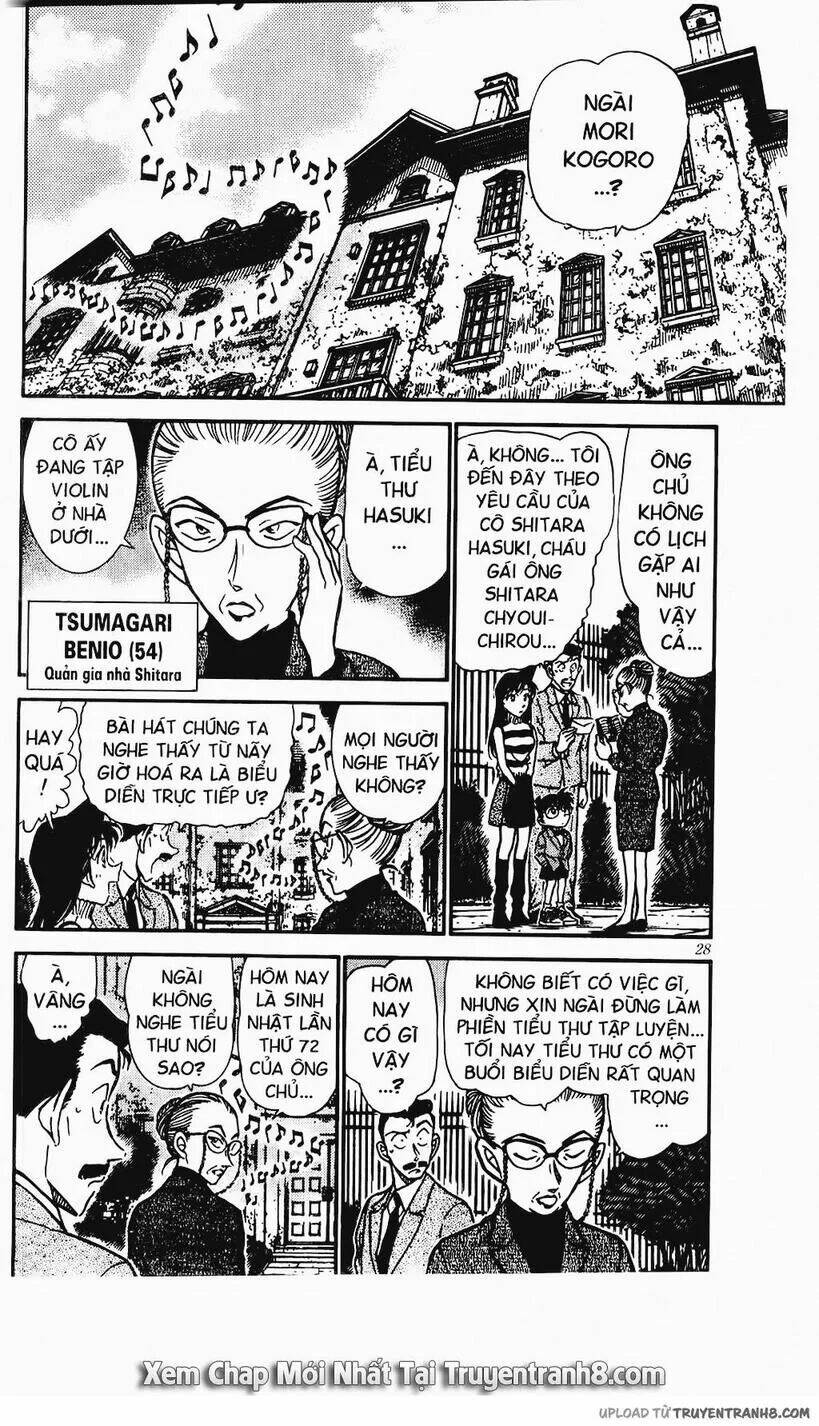 NGÀI
MORI
KOGORO
...?
ÔNG
CHỦ
KHÔNG
CÓ LỊCH
GẶP AI
NHƯ
VẬY
CẢ...
À, KHÔNG... TÔI
ĐẾN ĐÂY THEO
YÊU CẦU CỦA
CÔ SHITARA
HASUKI, CHÁU
GÁI ÔNG
SHITARA
CHYOUI-
CHIROU...
À, TIỂU
THƯ
HASUKI
...
CÔ ẤY
ĐANG TẬP
VIOLIN
Ở NHÀ
DƯỚI...
TSUMAGARI
BENIO (54)
Quản gia nhà Shitara
MỌI NGƯỜI
NGHE THẤY
KHÔNG?
BÀI HÁT CHÚNG TA
NGHE THẤY TỪ NÃY
GIỜ HOÁ RA LÀ BIỂU
DIỄN TRỰC TIẾP Ư?
HAY
QUÁ
!
28
KHÔNG BIẾT CÓ VIỆC GÌ,
NHƯNG XIN NGÀI ĐỪNG LÀM
PHIỀN TIỂU THƯ TẬP LUYỆN...
TỐI NAY TIỂU THƯ CÓ MỘT
BUỔI BIỂU DIỄN RẤT QUAN
TRỌNG
...
HÔM
NAY
CÓ GÌ
VẬY
...?
HÔM NAY
LÀ SINH
NHẬT LẦN
THỨ 72
CỦA ÔNG
CHỦ...
NGÀI
KHÔNG
NGHE TIỂU
THƯ NÓI
SAO?
À,
VÂNG
...
Xem Chap Mới Nhất Tại Truyentranh8.com
UPLOAD TỪ TRUYENTRANH8.COM